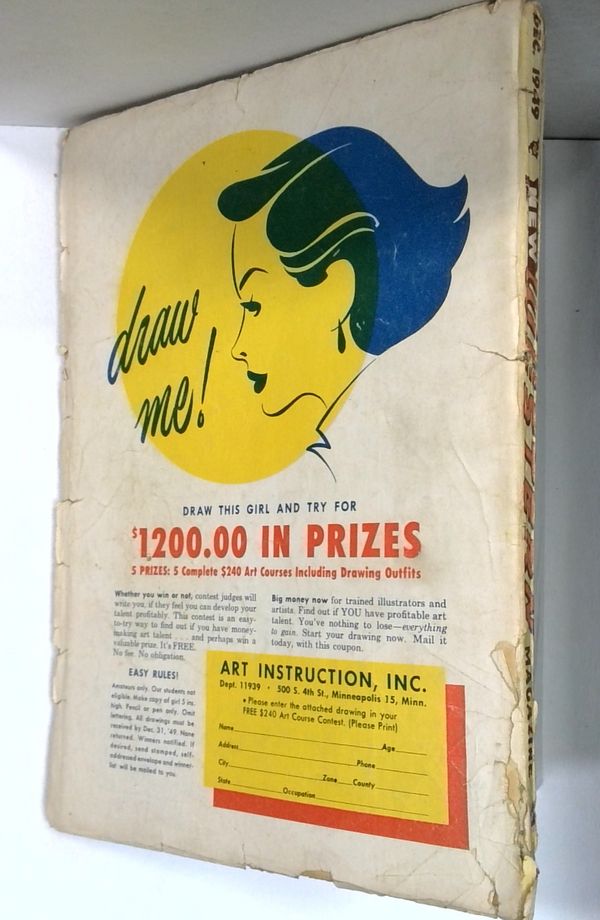 draw
me!
DRAW THIS GIRL AND TRY FOR
$1200.00 IN PRIZES
5 PRIZES: 5 Complete $240 Art Courses Including Drawing Outfits
Whether you win or not, contest judges will
write you, if they feel you can develop your
talent profitably. This contest is an easy-
to-try way to find out if you have money-
making art talent . . . and perhaps win a
valuable prize. It's FREE.
No fee. No obligation.
Big money now for trained illustrators and
artists. Find out if YOU have profitable art
talent. You've nothing to lose—everything
to gain. Start your drawing now. Mail it
today, with this coupon.
EASY RULES!
Amateurs only. Our students not
eligible. Make copy of girl 5 ins.
high. Pencil or pen only. Omit
lettering. All drawings must be
received by Dec. 31, '49. None
returned. Winners notified. If
desired, send stamped, self-
addressed envelope and winner-
list will be mailed to you.
ART INSTRUCTION, INC.
Dept. 11939 • 500 S. 4th St., Minneapolis 15, Minn.
• Please enter the attached drawing in your
FREE $240 Art Course Contest. (Please Print)
Name
Address Age
Phone
City Zone County
State Occupation
DEC. 1949 NEW WESTERN MAGAZINE